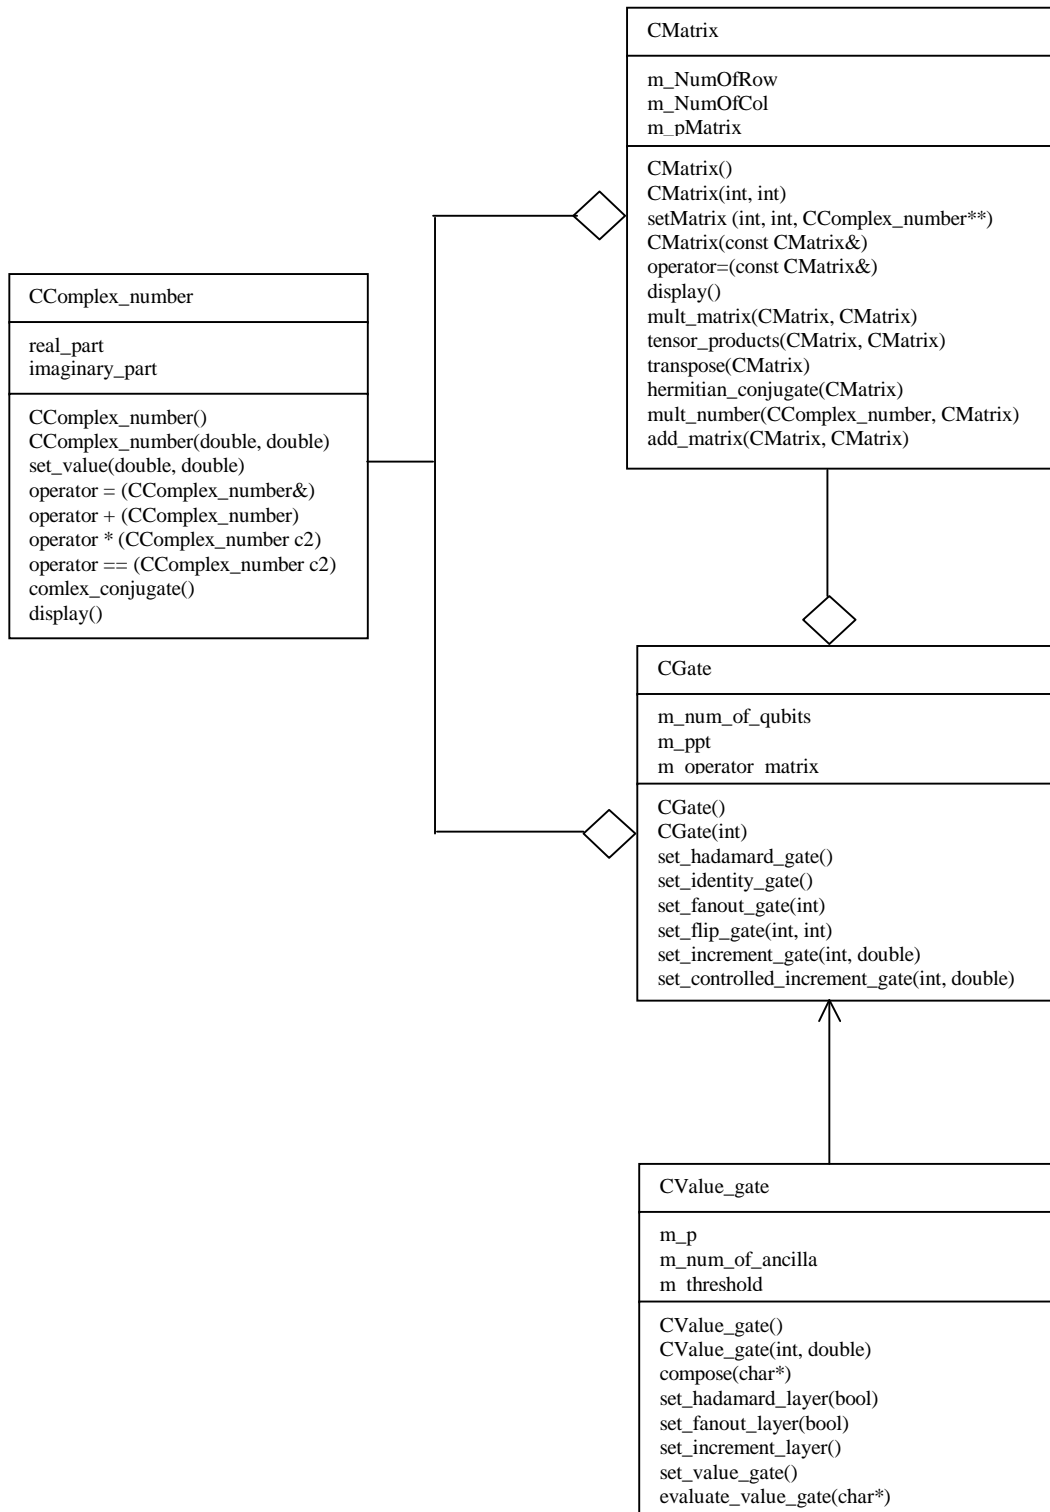 CMatrix
m_NumOfRow
m_NumOfCol
m_pMatrix
CMatrix()
CMatrix(int, int)
setMatrix (int, int, CComplex_number**)
CMatrix(const CMatrix&)
operator=(const CMatrix&)
display()
mult_matrix(CMatrix, CMatrix)
tensor_products(CMatrix, CMatrix)
transpose(CMatrix)
hermitian_conjugate(CMatrix)
mult_number(CComplex_number, CMatrix)
add_matrix(CMatrix, CMatrix)
CComplex_number
real_part
imaginary_part
CComplex_number()
CComplex_number(double, double)
set_value(double, double)
operator = (CComplex_number&)
operator + (CComplex_number)
operator * (CComplex_number c2)
operator == (CComplex_number c2)
comlex_conjugate()
display()
CGate
m_num_of_qubits
m_ppt
m_operator_matrix
CGate()
CGate(int)
set_hadamard_gate()
set_identity_gate()
set_fanout_gate(int)
set_flip_gate(int, int)
set_increment_gate(int, double)
set_controlled_increment_gate(int, double)
CValue_gate
m_p
m_num_of_ancilla
m_threshold
CValue_gate()
CValue_gate(int, double)
compose(char*)
set_hadamard_layer(bool)
set_fanout_layer(bool)
set_increment_layer()
set_value_gate()
evaluate_value_gate(char*)